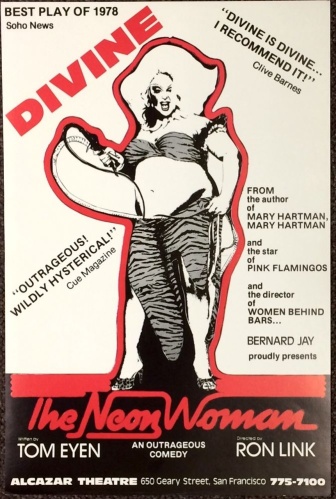 BEST PLAY OF 1978
Soho News
DIVINE
"DIVINE IS DIVINE...
I RECOMMEND IT!"
Clive Barnes
"OUTRAGEOUS!
WILDLY HYSTERICAL!"
Cue Magazine
FROM
the author
of
MARY HARTMAN,
MARY HARTMAN
and
the star
of
PINK FLAMINGOS
and
the director
of
WOMEN BEHIND
BARS...
BERNARD JAY
proudly presents
The Neon Woman
written by
TOM EYEN
AN OUTRAGEOUS
COMEDY
Directed by
RON LINK
ALCAZAR THEATRE 650 Geary Street, San Francisco 775-7100